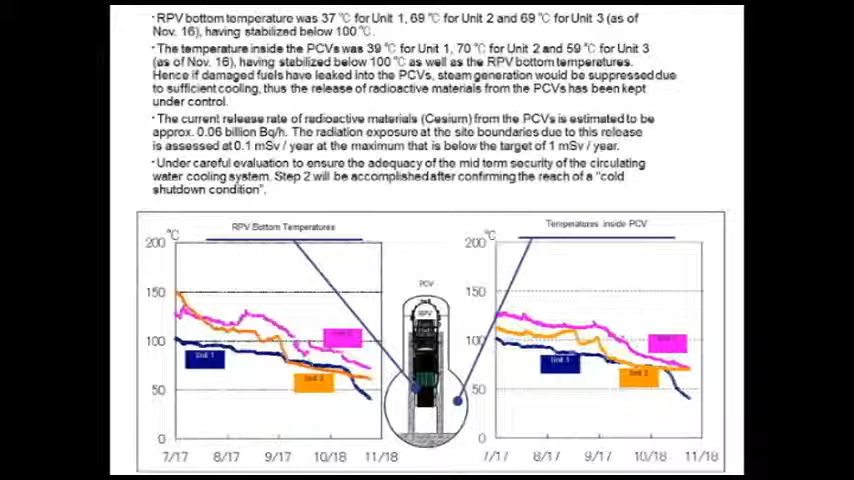 ・RPV bottom temperature was 37 ℃ for Unit 1, 69 ℃ for Unit 2 and 69 ℃ for Unit 3 (as of
Nov. 16), having stabilized below 100 ℃.
・The temperature inside the PCVs was 39 ℃ for Unit 1, 70 ℃ for Unit 2 and 59 ℃ for Unit 3
(as of Nov. 16), having stabilized below 100 ℃ as well as the RPV bottom temperatures.
Hence if damaged fuels have leaked into the PCVs, steam generation would be suppressed due
to sufficient cooling, thus the release of radioactive materials from the PCVs has been kept
under control.
・The current release rate of radioactive materials (Cesium) from the PCVs is estimated to be
approx. 0.06 billion Bq/h. The radiation exposure at the site boundaries due to this release
is assessed at 0.1 mSv / year at the maximum that is below the target of 1 mSv / year.
・Under careful evaluation to ensure the adequacy of the mid term security of the circulating
water cooling system. Step 2 will be accomplished after confirming the reach of a "cold
shutdown condition".
RPV Bottom Temperatures
℃
200
150
100
50
0
7/17 8/17 9/17 10/18 11/18
Unit 1
PCV
RPV
Temperatures inside PCV
℃
200
150
100
50
0
7/17 8/17 9/17 10/18 11/18
Unit 1